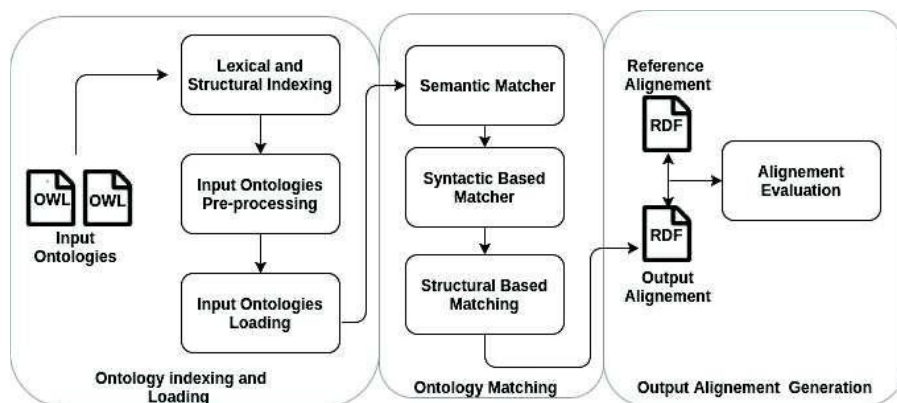 Lexical and
Structural Indexing
OWL OWL
Input
Ontologies
Input Ontologies
Pre-processing
Input Ontologies
Loading
Ontology indexing and
Loading
Semantic Matcher
Syntactic Based
Matcher
Structural Based
Matching
Ontology Matching
Reference
Alignement
RDF
RDF
Output
Alignement
Alignement
Evaluation
Output Alignement Generation